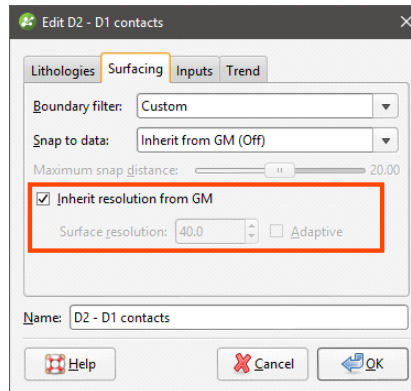 Edit D2 - D1 contacts
Lithologies Surfacing Inputs Trend
Boundary filter: Custom
Snap to data: Inherit from GM (Off)
Maximum snap distance: 20.00
Inherit resolution from GM
Surface resolution: 40.0 Adaptive
Name: D2 - D1 contacts
Help Cancel OK